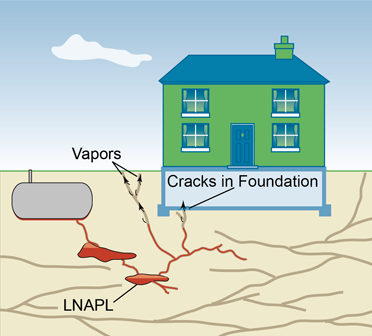 Vapors
Cracks in Foundation
LNAPL